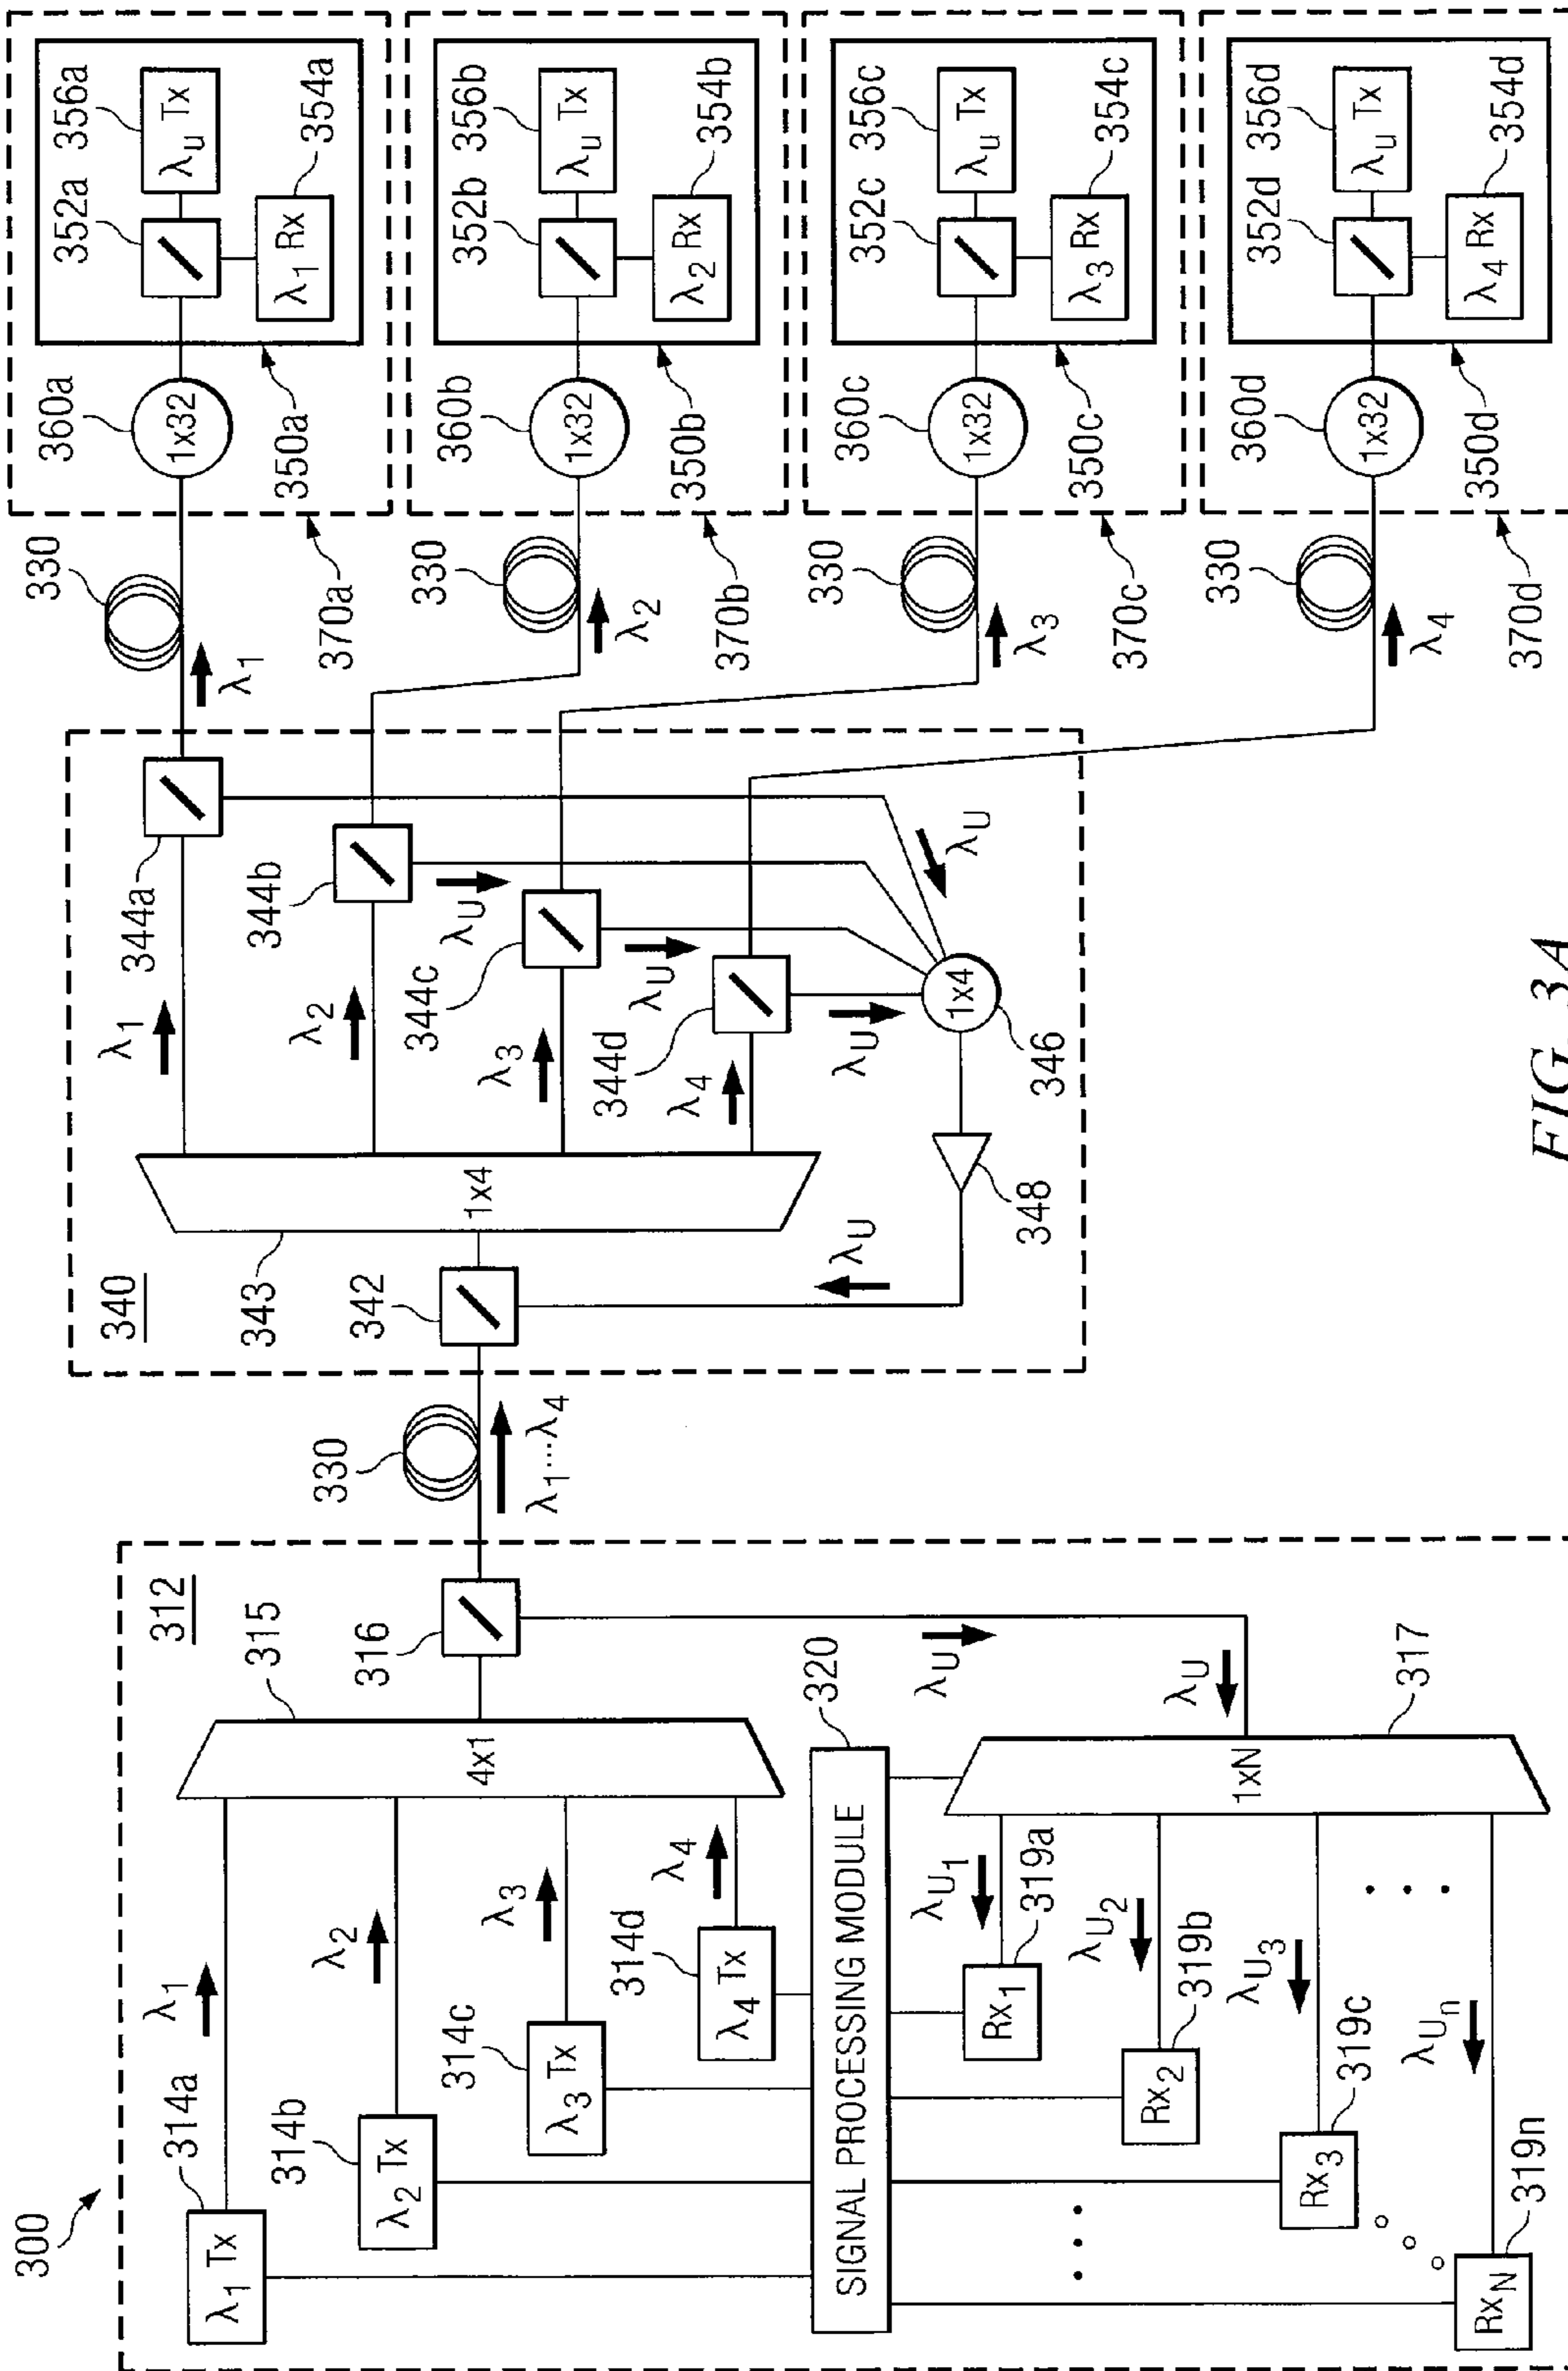 300
312
314a
λ1 Tx
λ1
314b
λ2 Tx
λ2
314c
λ3 Tx
λ3
314d
λ4 Tx
λ4
315
4x1
316
320
SIGNAL PROCESSING MODULE
λU
λU
317
1xN
λU1
319a
Rx1
λU2
319b
Rx2
λU3
319c
Rx3
λUn
319n
RxN
330
λ1...λ4
340
342
343
1x4
λ1
344a
λ2
344b
λU
λ3
344c
λU
λ4
344d
λU
λU
1x4
346
348
λU
330
λ1
330
λ2
330
λ3
330
λ4
360a
1x32
352a
356a
λu Tx
λ1 Rx
354a
350a
370a
360b
1x32
352b
356b
λu Tx
λ2 Rx
354b
350b
370b
360c
1x32
352c
356c
λu Tx
λ3 Rx
354c
350c
370c
360d
1x32
352d
356d
λu Tx
λ4 Rx
354d
350d
370d
FIG. 3A